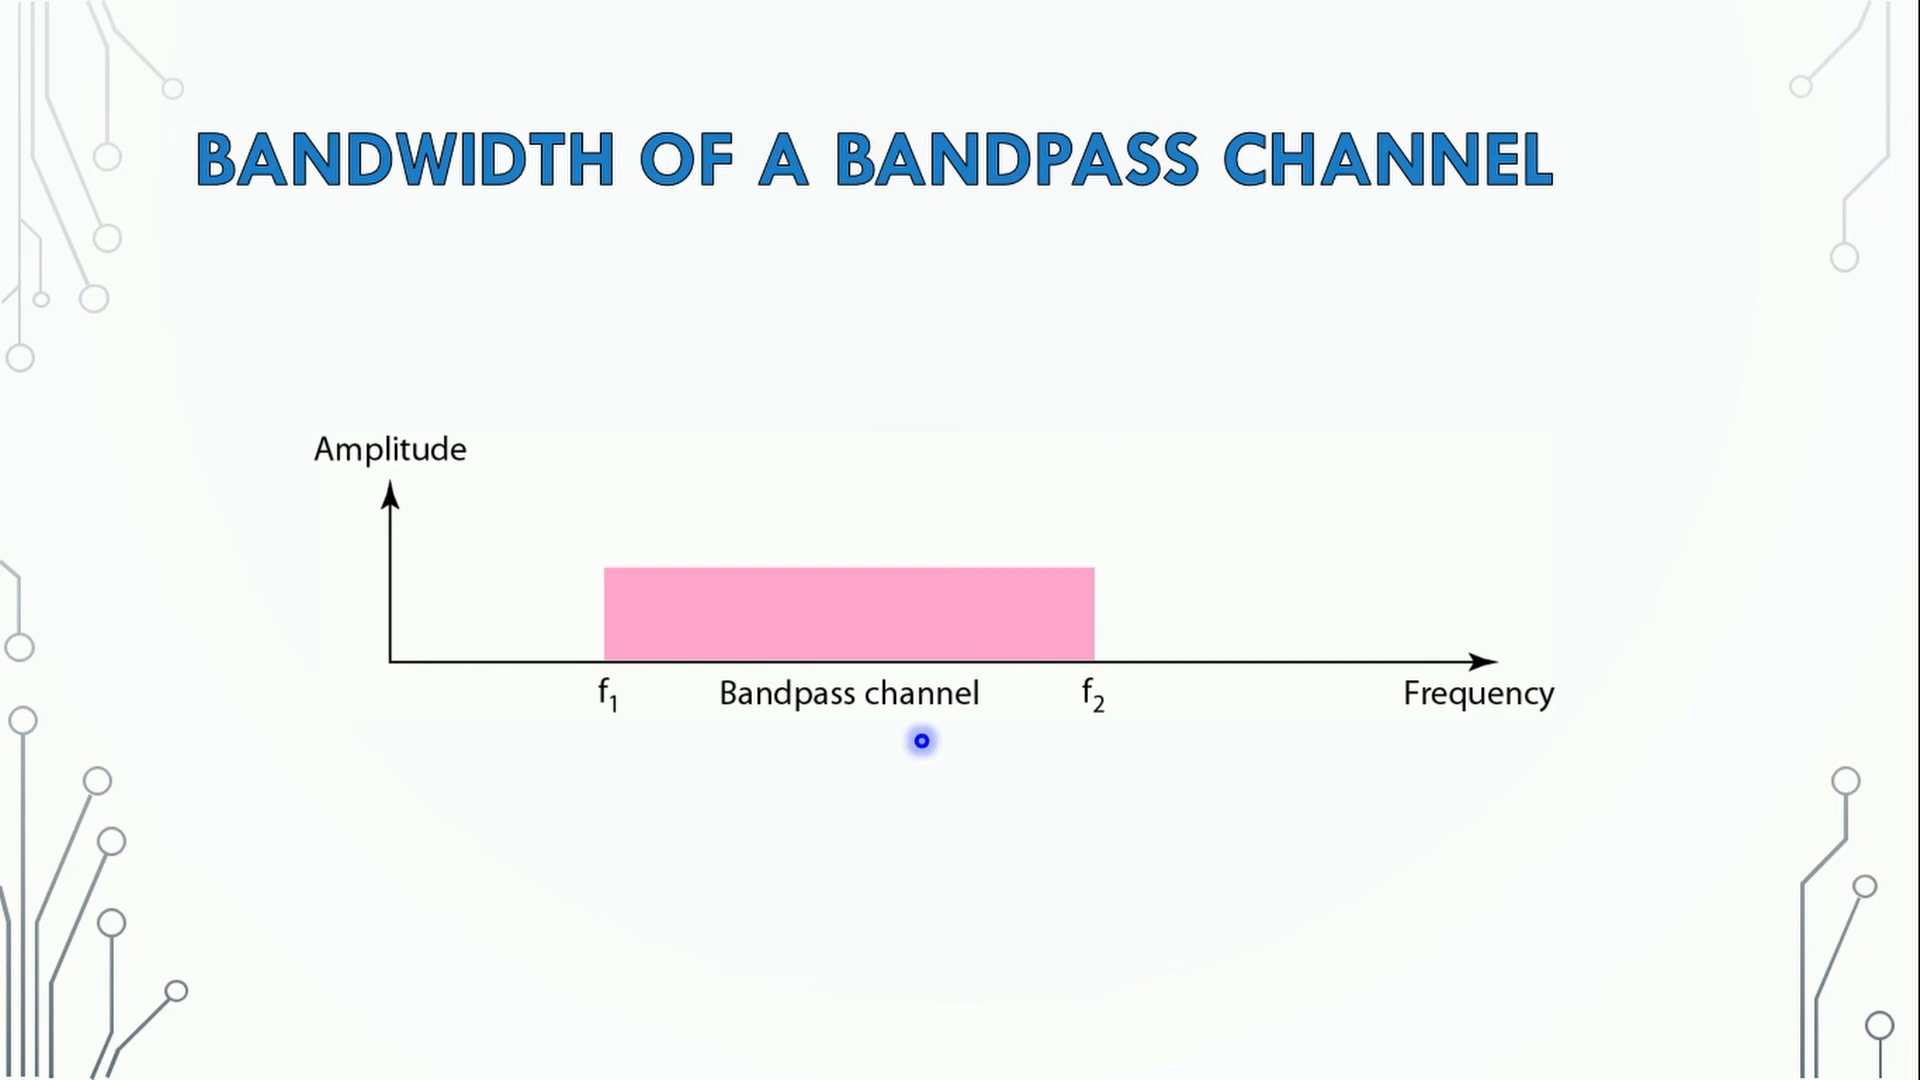 BANDWIDTH OF A BANDPASS CHANNEL
Amplitude
f₁ Bandpass channel f₂ Frequency